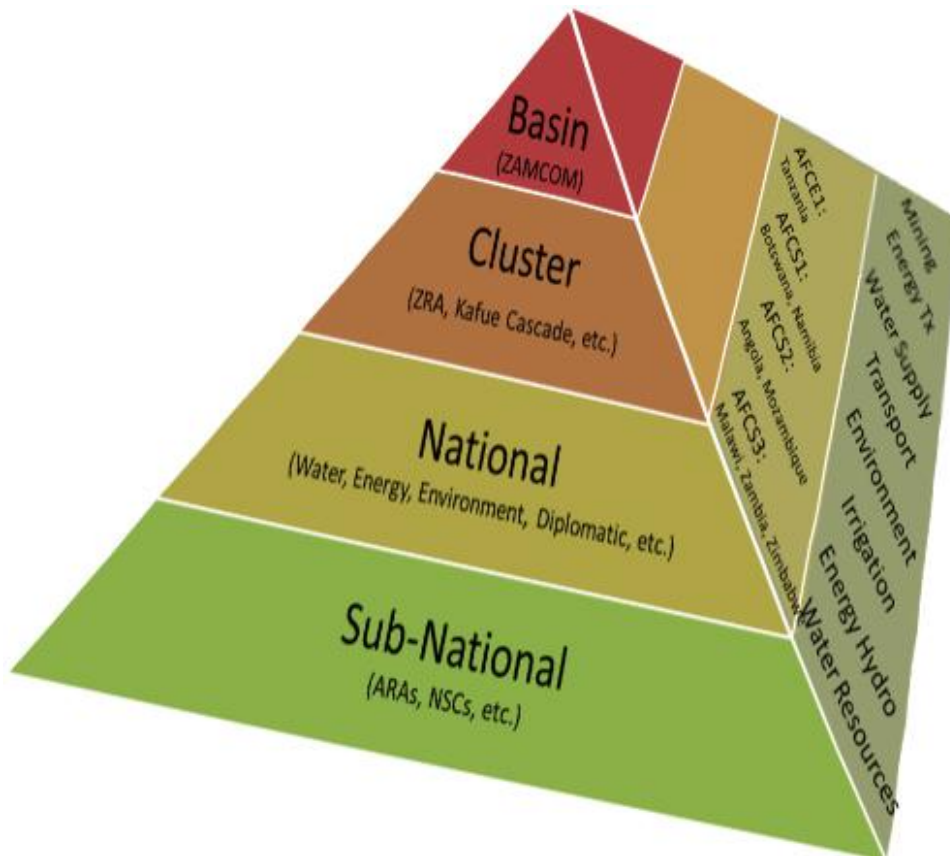 Basin
(ZAMCOM)
Cluster
(ZRA, Kafue Cascade, etc.)
National
(Water, Energy, Environment, Diplomatic, etc.)
Sub-National
(ARAs, NSCs, etc.)
AFCE1:
Tanzania
AFCS1:
Botswana, Namibia
AFCS2:
Angola, Mozambique
AFCS3:
Malawi, Zambia, Zimbabwe
Mining
Energy Tx
Water Supply
Transport
Environment
Irrigation
Energy Hydro
Water Resources